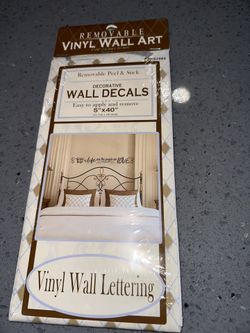 REMOVABLE
VINYL WALL ART
Removable Peel & Stick
DECORATIVE
WALL DECALS
Easy to apply and remove
5"x40"
Vinyl Wall Lettering